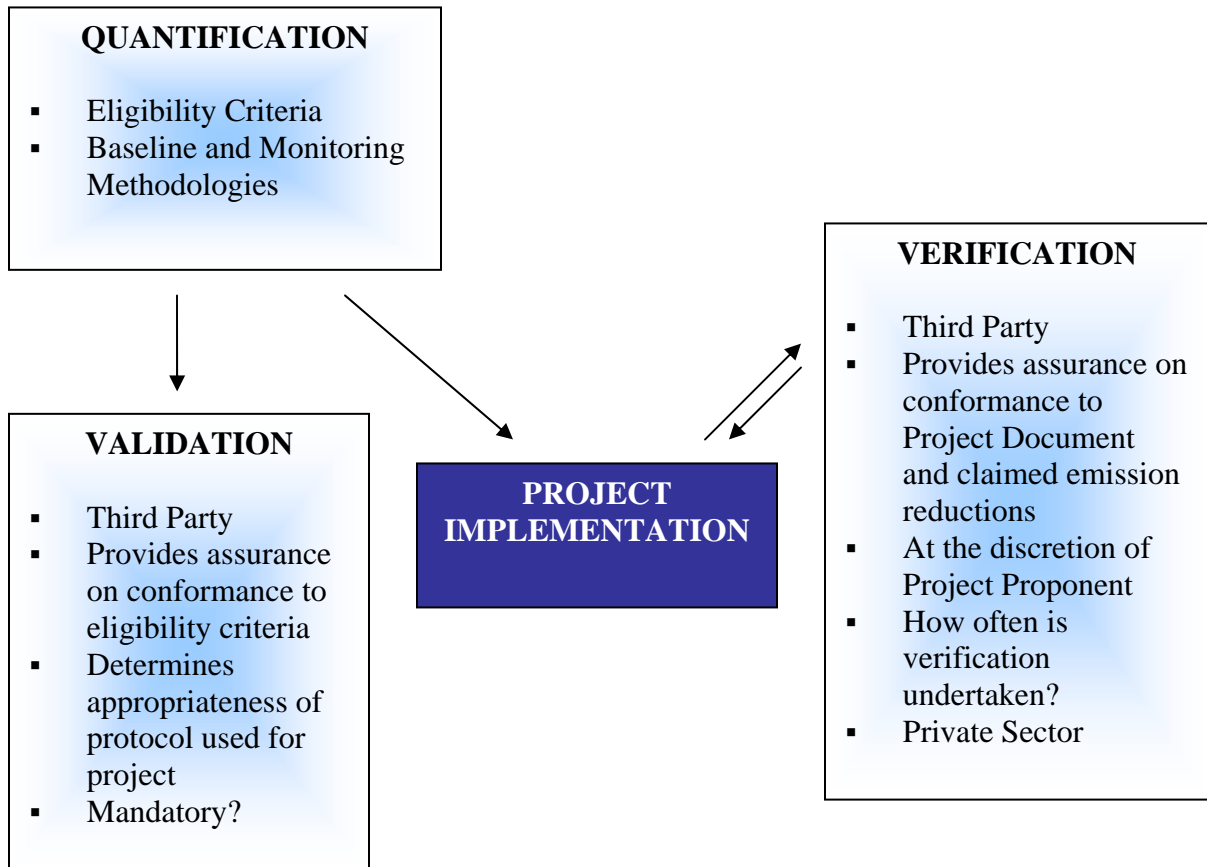 QUANTIFICATION
▪ Eligibility Criteria
▪ Baseline and Monitoring
Methodologies
VALIDATION
▪ Third Party
▪ Provides assurance
on conformance to
eligibility criteria
▪ Determines
appropriateness of
protocol used for
project
▪ Mandatory?
PROJECT
IMPLEMENTATION
VERIFICATION
▪ Third Party
▪ Provides assurance on
conformance to
Project Document
and claimed emission
reductions
▪ At the discretion of
Project Proponent
▪ How often is
verification
undertaken?
▪ Private Sector